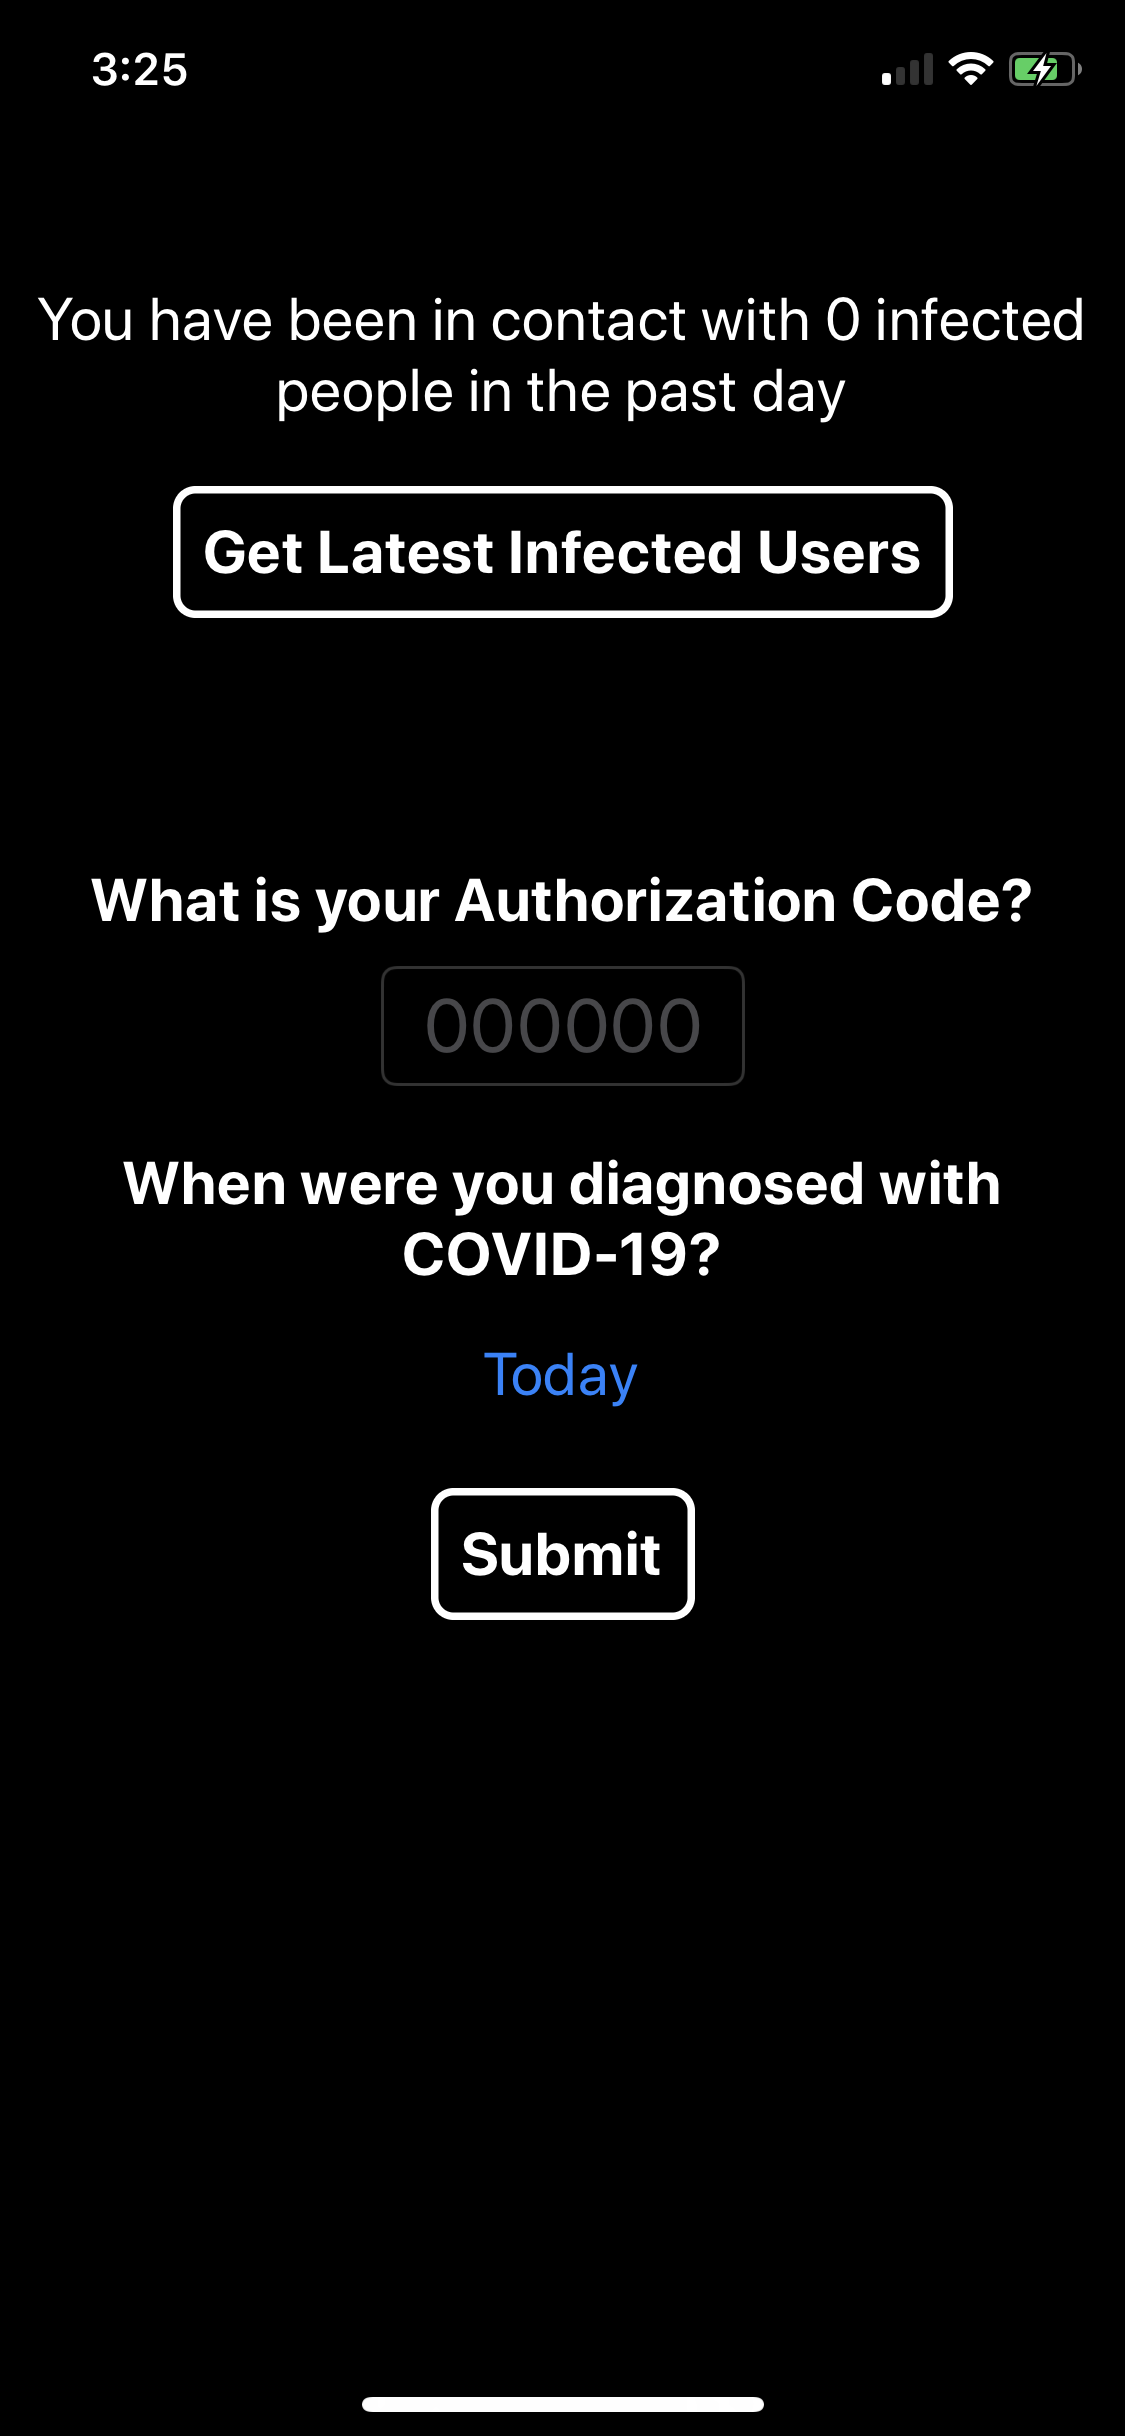 3:25
You have been in contact with 0 infected
people in the past day
Get Latest Infected Users
What is your Authorization Code?
000000
When were you diagnosed with
COVID-19?
Today
Submit